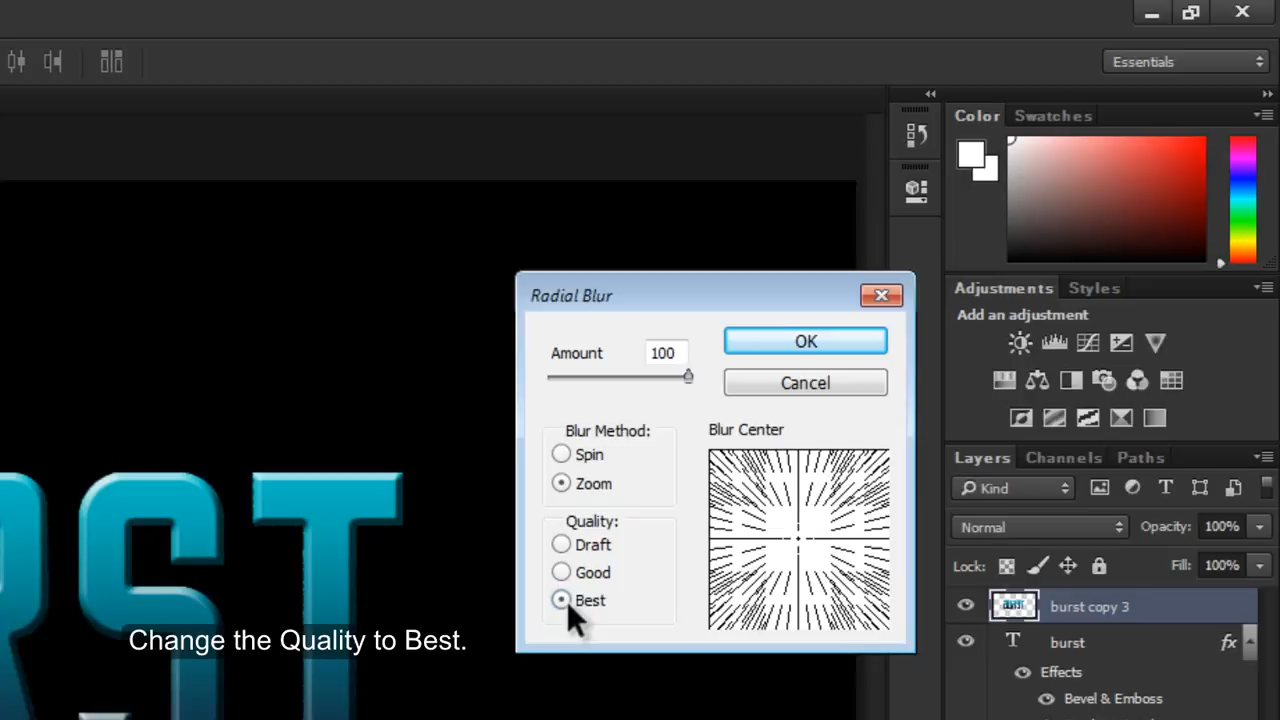 Essentials
Color Swatches
Adjustments Styles
Add an adjustment
Radial Blur
Amount 100
OK
Cancel
Blur Method:
Spin
Zoom
Blur Center
Quality:
Draft
Good
Best
Layers Channels Paths
Kind
Normal Opacity: 100%
Lock: Fill: 100%
burst copy 3
T burst fx
Effects
Bevel & Emboss
RST
Change the Quality to Best.